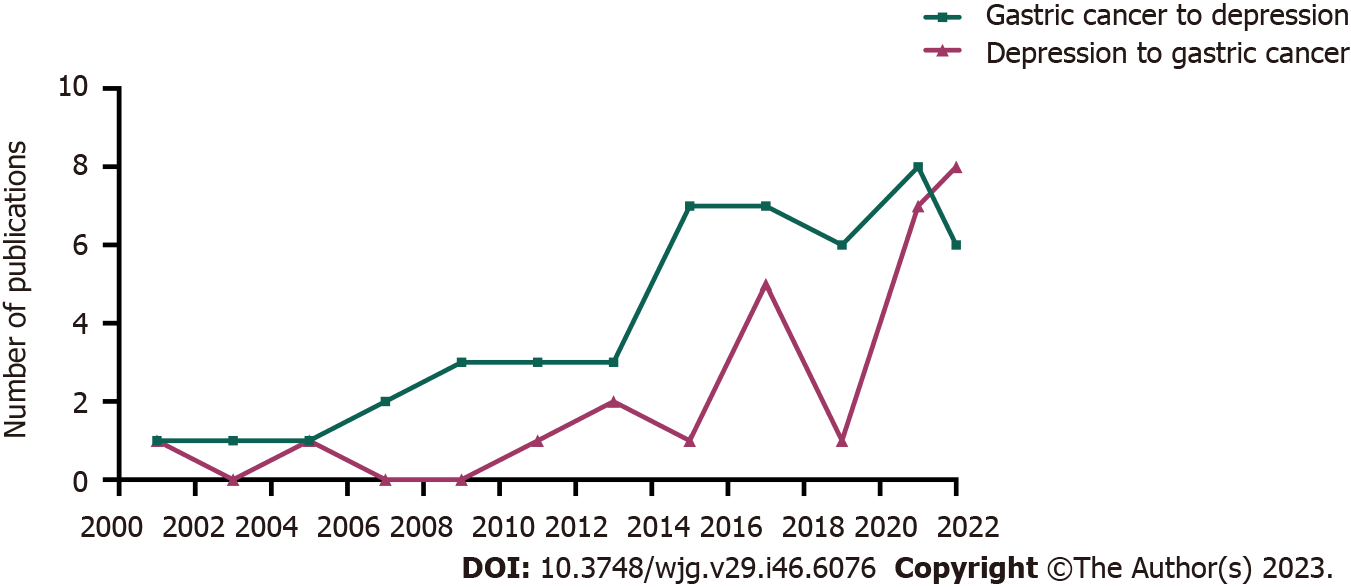 Gastric cancer to depression
Depression to gastric cancer
Number of publications
10
8
6
4
2
0
2000 2002 2004 2006 2008 2010 2012 2014 2016 2018 2020 2022
DOI: 10.3748/wjg.v29.i46.6076 Copyright ©The Author(s) 2023.